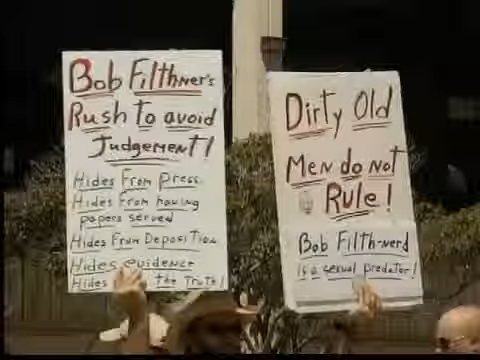 Bob Filthner's
Rush to avoid
Judgement!
Hides From press
Hides From having
papers served
Hides From Deposition
Hides evidence
Hides the Truth!
Dirty Old
Men do not
Rule!
Bob Filth-nerd
is a sexual predator!